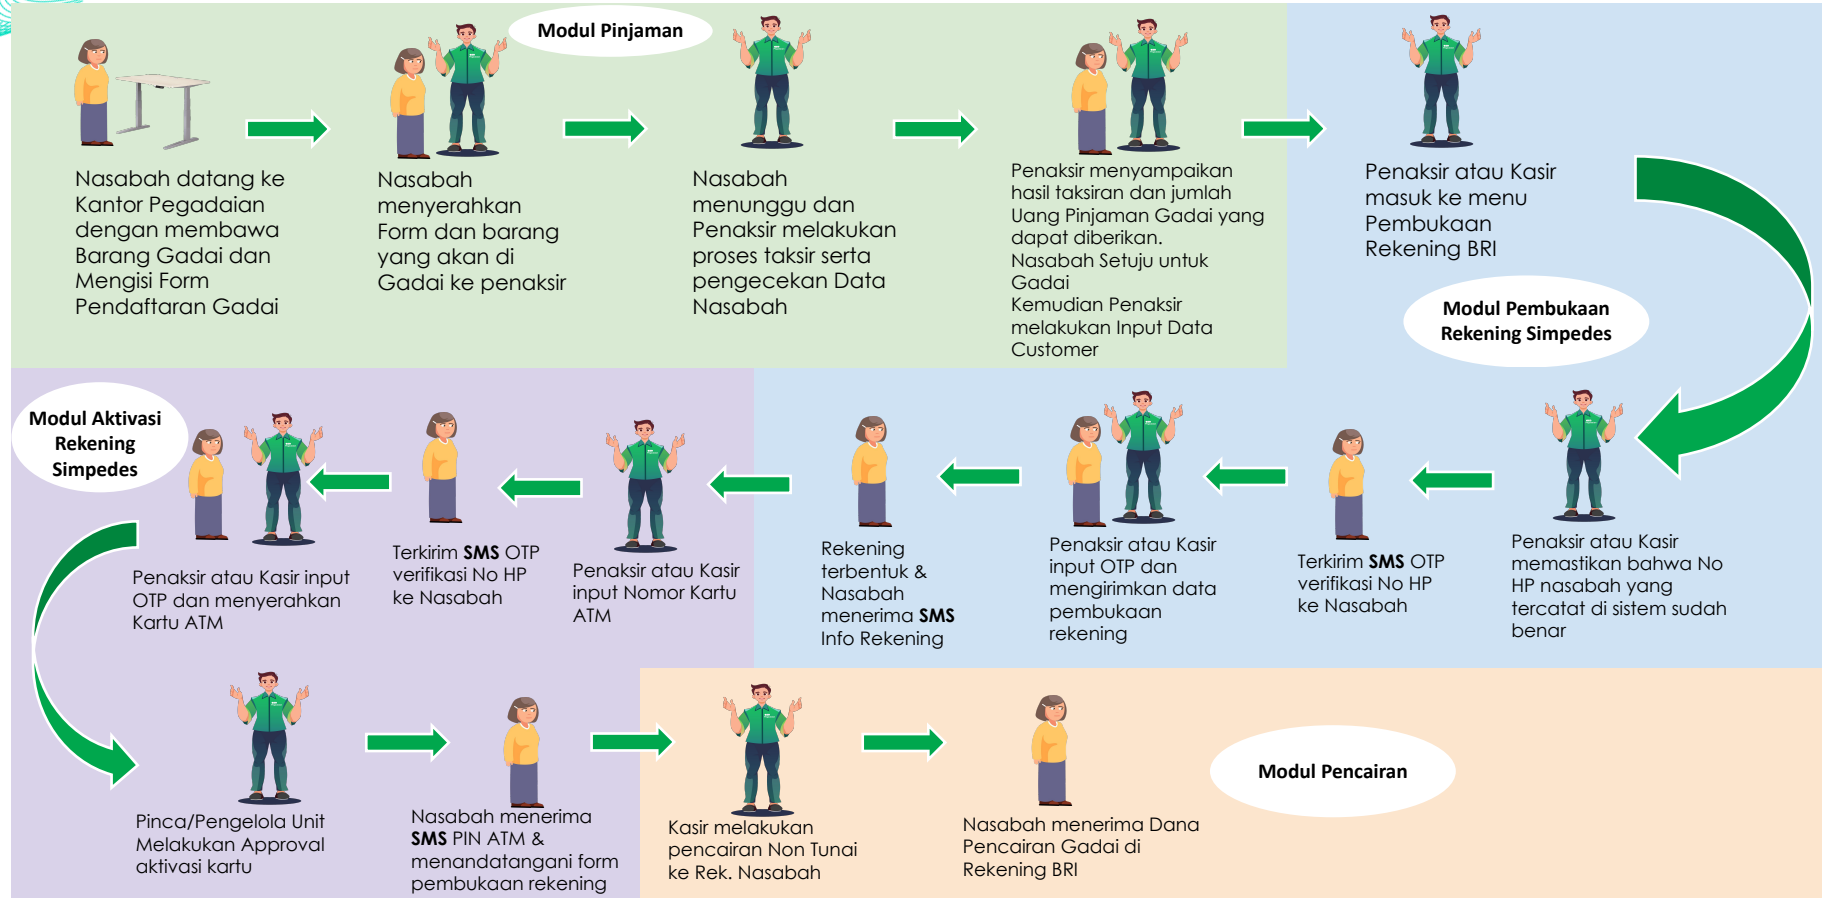 Modul Pinjaman
Nasabah datang ke
Kantor Pegadaian
dengan membawa
Barang Gadai dan
Mengisi Form
Pendaftaran Gadai
Nasabah
menyerahkan
Form dan barang
yang akan di
Gadai ke penaksir
Nasabah
menunggu dan
Penaksir melakukan
proses taksir serta
pengecekan Data
Nasabah
Penaksir menyampaikan
hasil taksiran dan jumlah
Uang Pinjaman Gadai yang
dapat diberikan.
Nasabah Setuju untuk
Gadai
Kemudian Penaksir
melakukan Input Data
Customer
Penaksir atau Kasir
masuk ke menu
Pembukaan
Rekening BRI
Modul Pembukaan
Rekening Simpedes
Penaksir atau Kasir
memastikan bahwa No
HP nasabah yang
tercatat di sistem sudah
benar
Terkirim SMS OTP
verifikasi No HP
ke Nasabah
Penaksir atau Kasir
input OTP dan
mengirimkan data
pembukaan
rekening
Rekening
terbentuk &
Nasabah
menerima SMS
Info Rekening
Modul Aktivasi
Rekening
Simpedes
Penaksir atau Kasir
input Nomor Kartu
ATM
Terkirim SMS OTP
verifikasi No HP
ke Nasabah
Penaksir atau Kasir input
OTP dan menyerahkan
Kartu ATM
Pinca/Pengelola Unit
Melakukan Approval
aktivasi kartu
Nasabah menerima
SMS PIN ATM &
menandatangani form
pembukaan rekening
Kasir melakukan
pencairan Non Tunai
ke Rek. Nasabah
Nasabah menerima Dana
Pencairan Gadai di
Rekening BRI
Modul Pencairan